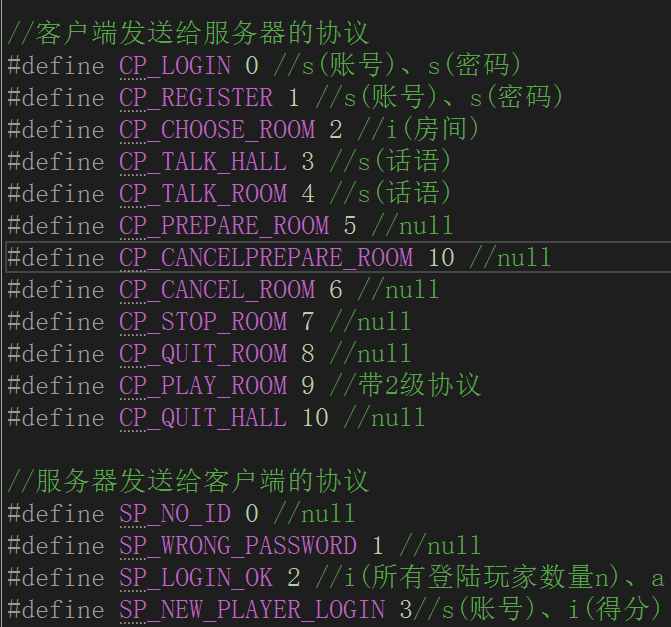 //客户端发送给服务器的协议
#define CP_LOGIN 0 //s(账号)、s(密码)
#define CP_REGISTER 1 //s(账号)、s(密码)
#define CP_CHOOSE_ROOM 2 //i(房间)
#define CP_TALK_HALL 3 //s(话语)
#define CP_TALK_ROOM 4 //s(话语)
#define CP_PREPARE_ROOM 5 //null
#define CP_CANCELPREPARE_ROOM 10 //null
#define CP_CANCEL_ROOM 6 //null
#define CP_STOP_ROOM 7 //null
#define CP_QUIT_ROOM 8 //null
#define CP_PLAY_ROOM 9 //带2级协议
#define CP_QUIT_HALL 10 //null
//服务器发送给客户端的协议
#define SP_NO_ID 0 //null
#define SP_WRONG_PASSWORD 1 //null
#define SP_LOGIN_OK 2 //i(所有登陆玩家数量n)、a
#define SP_NEW_PLAYER_LOGIN 3//s(账号)、i(得分)